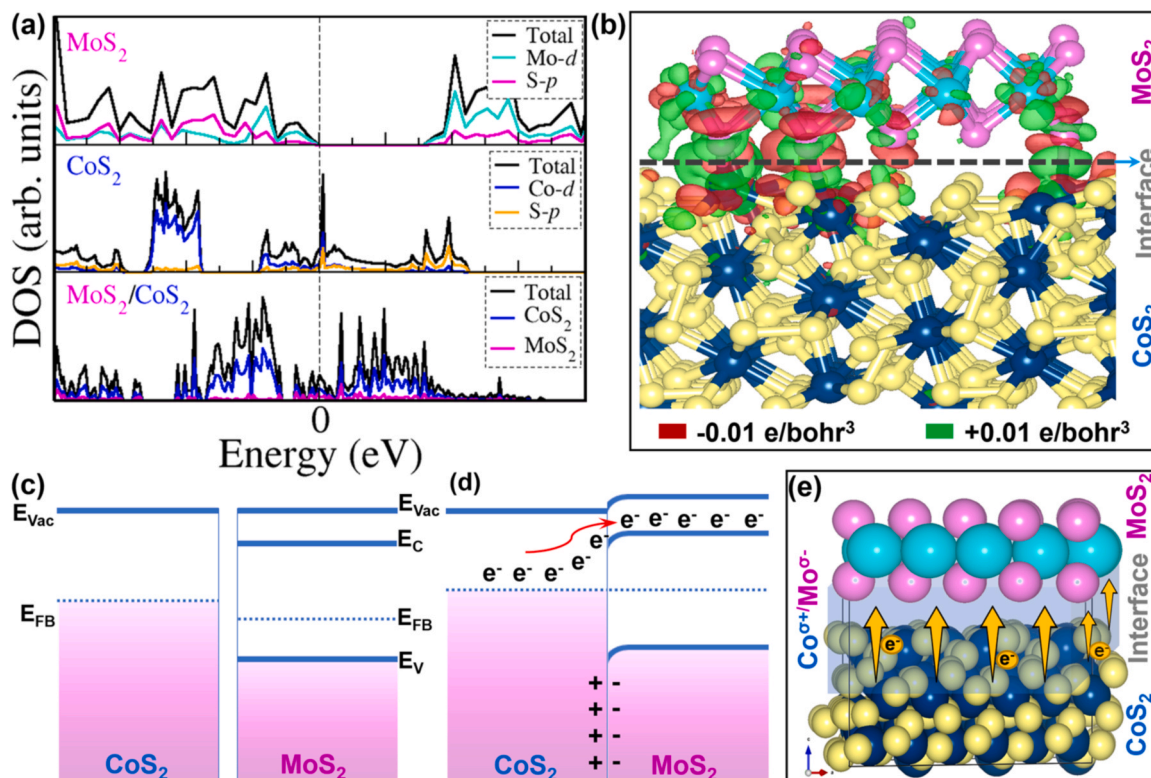 (a)
MoS2
Total
Mo-d
S-p
CoS2
Total
Co-d
S-p
MoS2/CoS2
Total
CoS2
MoS2
DOS (arb. units)
0
Energy (eV)
(b)
MoS2
Interface
CoS2
-0.01 e/bohr3
+0.01 e/bohr3
(c)
EVac
EFB
CoS2
EVac
EC
EFB
EV
MoS2
(d)
e- e- e- e- e-
e-
e-
e- e- e- e-
+ -
+ -
+ -
+ -
CoS2
MoS2
(e)
MoS2
Interface
CoS2
Coσ+/Moσ-
e-
e-
e-